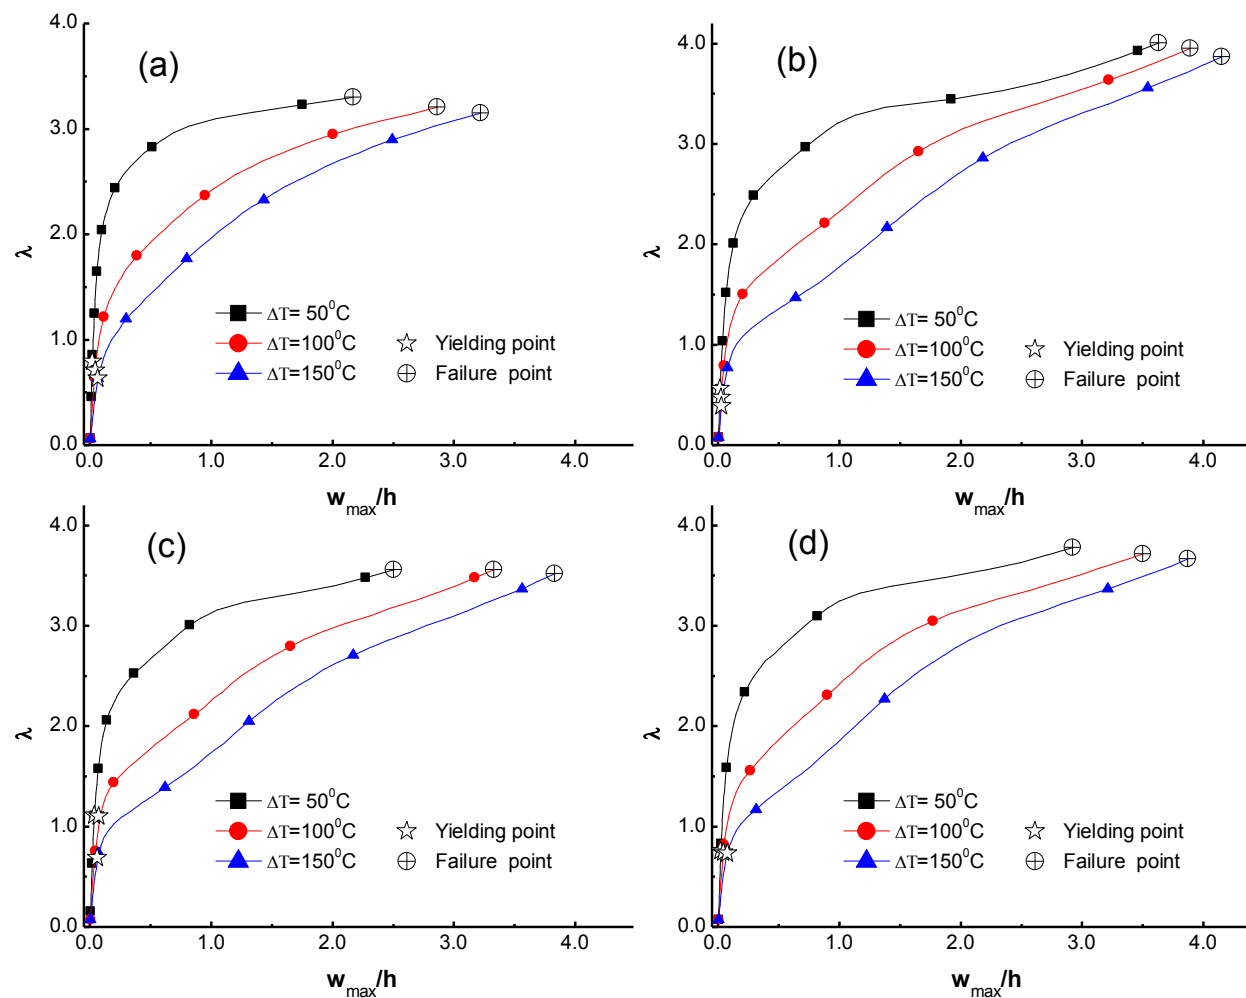 (a)
4.0
3.0
2.0
1.0
0.0
λ
ΔT= 50⁰C
ΔT=100⁰C
ΔT=150⁰C
Yielding point
Failure point
0.0 1.0 2.0 3.0 4.0
w_max/h
(b)
4.0
3.0
2.0
1.0
0.0
λ
ΔT= 50⁰C
ΔT=100⁰C
ΔT=150⁰C
Yielding point
Failure point
0.0 1.0 2.0 3.0 4.0
w_max/h
(c)
4.0
3.0
2.0
1.0
0.0
λ
ΔT= 50⁰C
ΔT=100⁰C
ΔT=150⁰C
Yielding point
Failure point
0.0 1.0 2.0 3.0 4.0
w_max/h
(d)
4.0
3.0
2.0
1.0
0.0
λ
ΔT= 50⁰C
ΔT=100⁰C
ΔT=150⁰C
Yielding point
Failure point
0.0 1.0 2.0 3.0 4.0
w_max/h